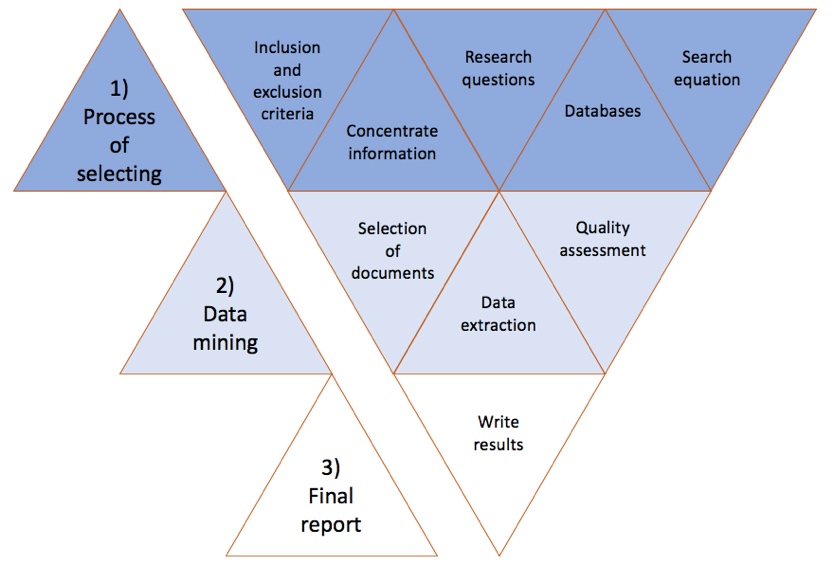 1)
Process
of
selecting
Inclusion
and
exclusion
criteria
Concentrate
information
Research
questions
Databases
Search
equation
2)
Data
mining
Selection
of
documents
Data
extraction
Quality
assessment
3)
Final
report
Write
results